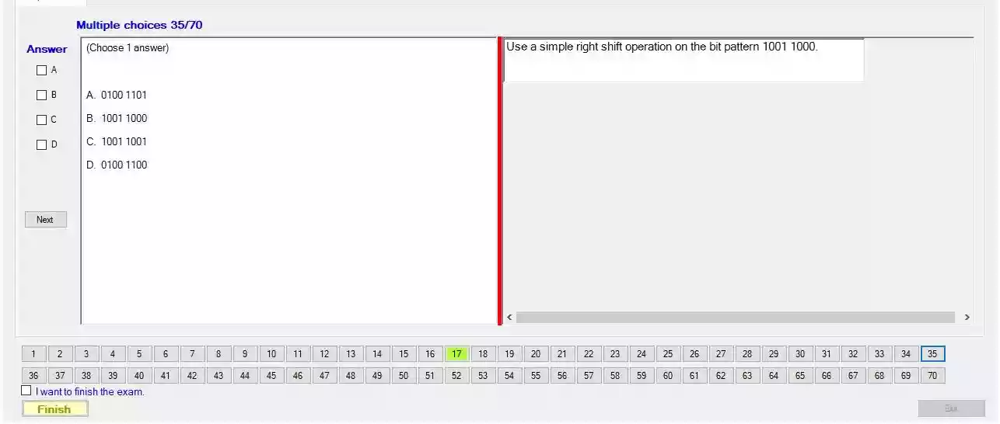 Multiple choices 35/70
Answer
(Choose 1 answer)
A
B
C
D
A. 0100 1101
B. 1001 1000
C. 1001 1001
D. 0100 1100
Next
Use a simple right shift operation on the bit pattern 1001 1000.
1 2 3 4 5 6 7 8 9 10 11 12 13 14 15 16 17 18 19 20 21 22 23 24 25 26 27 28 29 30 31 32 33 34 35
36 37 38 39 40 41 42 43 44 45 46 47 48 49 50 51 52 53 54 55 56 57 58 59 60 61 62 63 64 65 66 67 68 69 70
I want to finish the exam.
Finish
Exit